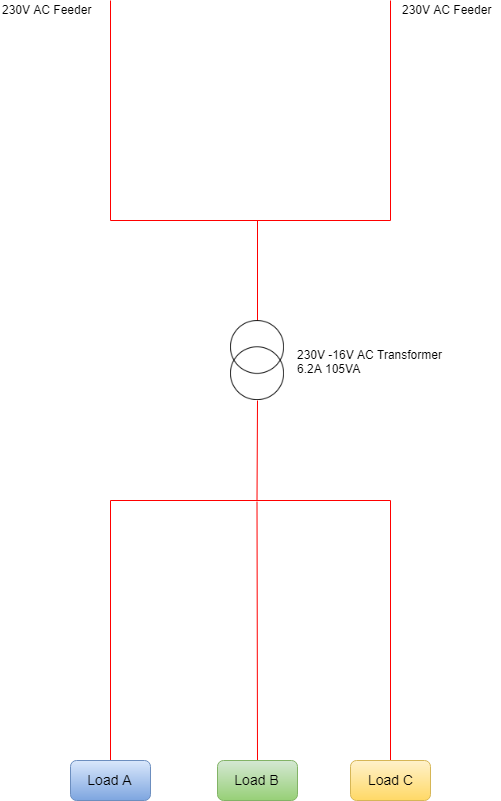 230V AC Feeder
230V AC Feeder
230V -16V AC Transformer
6.2A 105VA
Load A
Load B
Load C